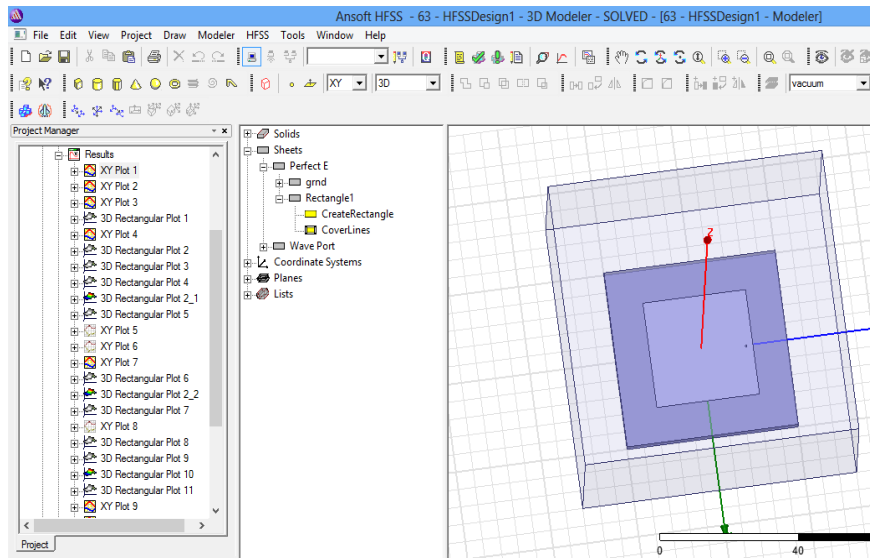 Ansoft HFSS - 63 - HFSSDesign1 - 3D Modeler - SOLVED - [63 - HFSSDesign1 - Modeler]
File Edit View Project Draw Modeler HFSS Tools Window Help
XY 3D vacuum
Project Manager
Results
XY Plot 1
XY Plot 2
XY Plot 3
3D Rectangular Plot 1
XY Plot 4
3D Rectangular Plot 2
3D Rectangular Plot 3
3D Rectangular Plot 4
3D Rectangular Plot 2_1
3D Rectangular Plot 5
XY Plot 5
XY Plot 6
XY Plot 7
3D Rectangular Plot 6
3D Rectangular Plot 2_2
3D Rectangular Plot 7
XY Plot 8
3D Rectangular Plot 8
3D Rectangular Plot 9
3D Rectangular Plot 10
3D Rectangular Plot 11
XY Plot 9
Project
Solids
Sheets
Perfect E
grnd
Rectangle1
CreateRectangle
CoverLines
Wave Port
Coordinate Systems
Planes
Lists
Z
0 40